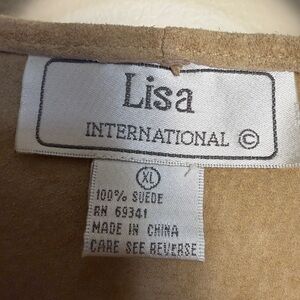 Lisa
INTERNATIONAL ©
XL
100% SUEDE
RN 69341
MADE IN CHINA
CARE SEE REVERSE